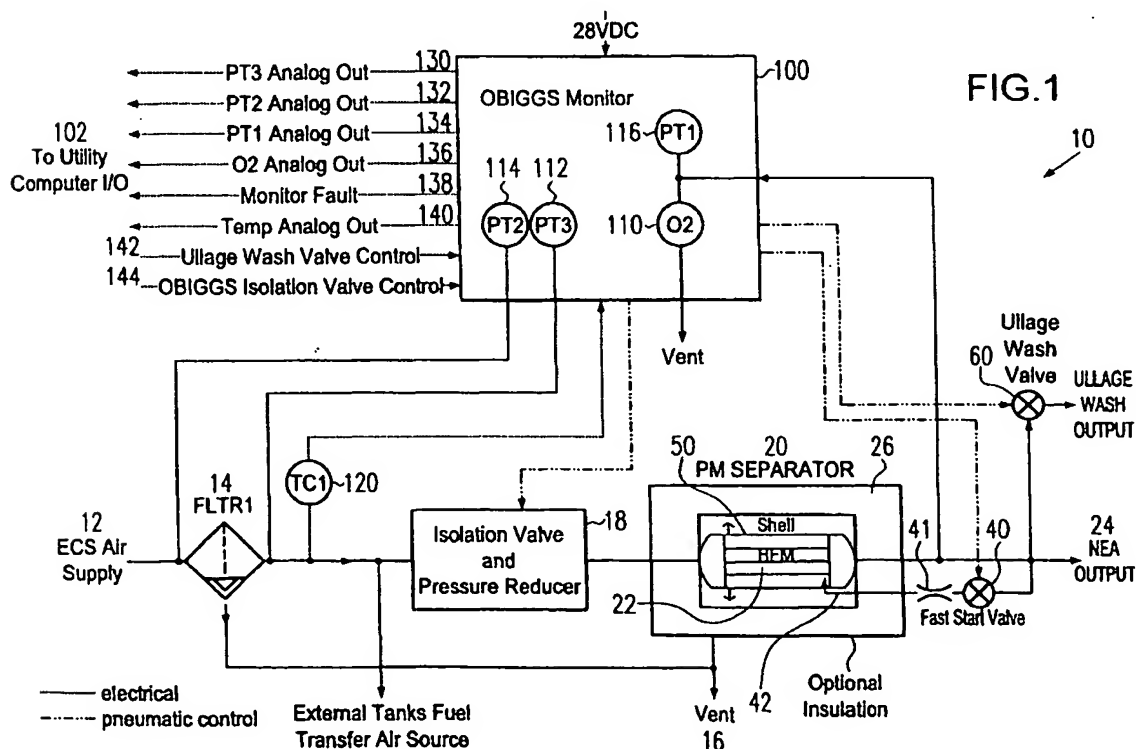 28VDC
FIG.1
10
100
OBIGGS Monitor
PT3 Analog Out 130
PT2 Analog Out 132
PT1 Analog Out 134
O2 Analog Out 136
Monitor Fault 138
Temp Analog Out 140
142 Ullage Wash Valve Control
144 OBIGGS Isolation Valve Control
102
To Utility
Computer I/O
116 PT1
114 112
PT2 PT3
110 O2
Vent
Ullage
Wash
Valve
60
ULLAGE
WASH
OUTPUT
TC1 120
14
FLTR1
12
ECS Air
Supply
18
Isolation Valve
and
Pressure Reducer
20
PM SEPARATOR
50
26
Shell
HFM
22
42
41
40
Fast Start Valve
24
NEA
OUTPUT
Optional
Insulation
Vent
16
External Tanks Fuel
Transfer Air Source
electrical
pneumatic control